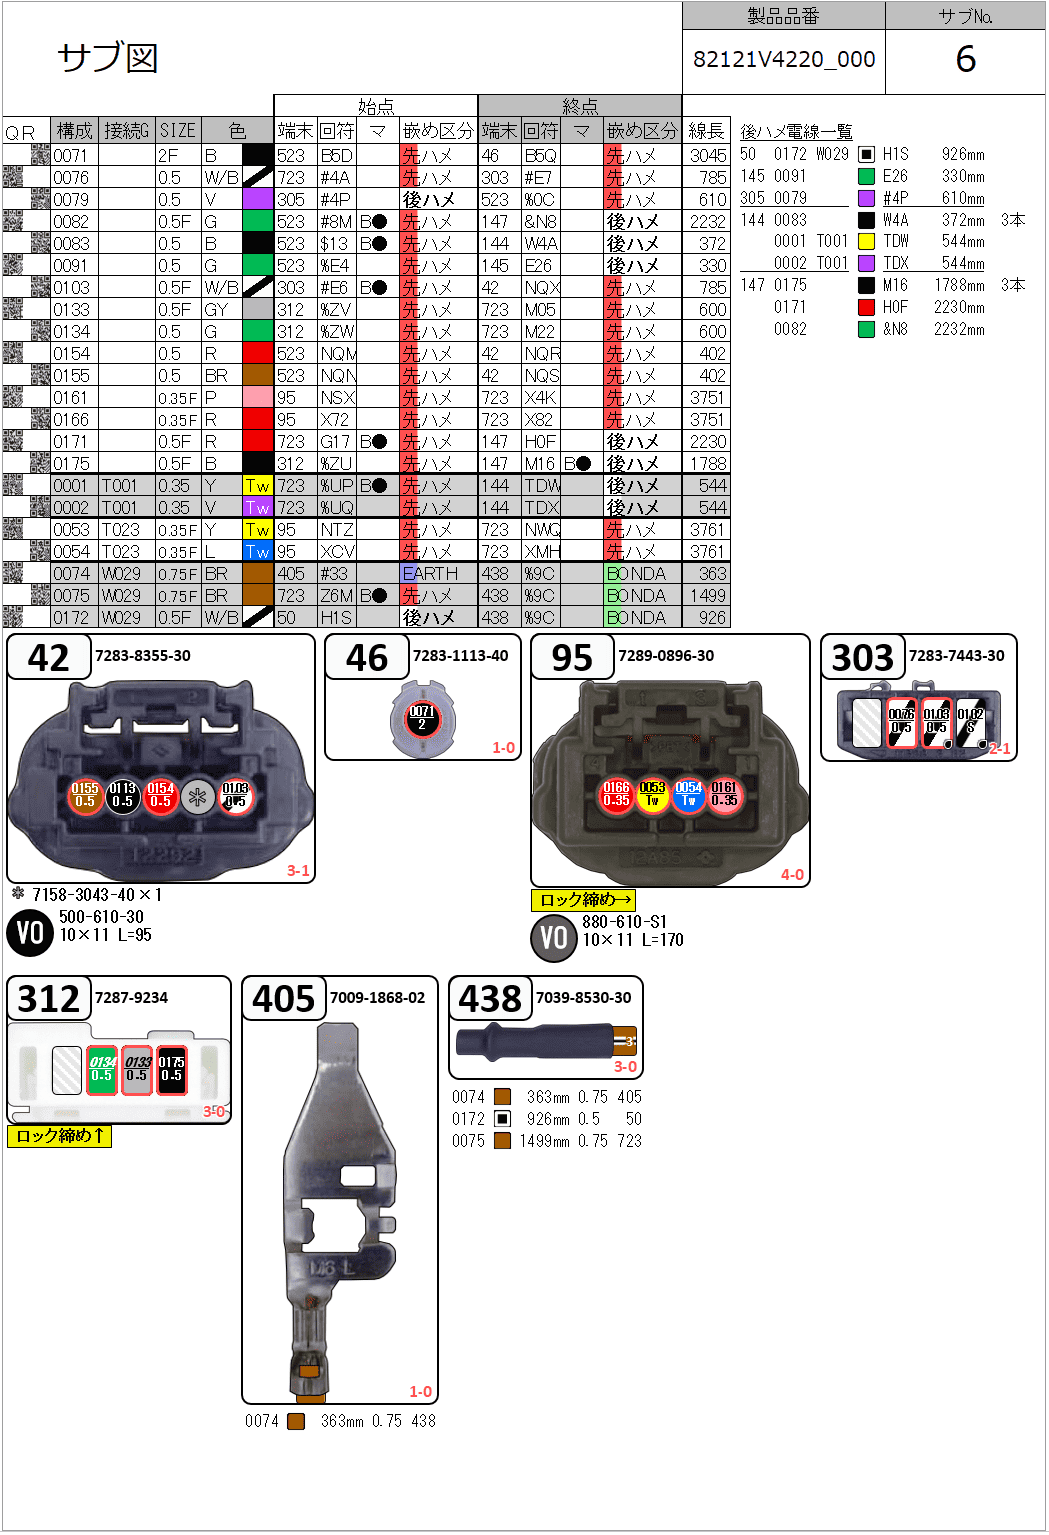 サブ図
製品品番 サブNo.
82121V4220_000 6
始点 終点
QR 構成 接続G SIZE 色 端末 回符 マ 嵌め区分 端末 回符 マ 嵌め区分 線長
0071 2F B 523 B5D 先ハメ 46 B5Q 先ハメ 3045
0076 0.5 W/B 723 #4A 先ハメ 303 #E7 先ハメ 785
0079 0.5 V 305 #4P 後ハメ 523 %0C 先ハメ 610
0082 0.5F G 523 #8M B● 先ハメ 147 &N8 後ハメ 2232
0083 0.5 B 523 $13 B● 先ハメ 144 W4A 後ハメ 372
0091 0.5 G 523 %E4 先ハメ 145 E26 後ハメ 330
0103 0.5F W/B 303 #E6 B● 先ハメ 42 NQX 先ハメ 785
0133 0.5F GY 312 %ZV 先ハメ 723 M05 先ハメ 600
0134 0.5 G 312 %ZW 先ハメ 723 M22 先ハメ 600
0154 0.5 R 523 NQM 先ハメ 42 NQR 先ハメ 402
0155 0.5 BR 523 NQN 先ハメ 42 NQS 先ハメ 402
0161 0.35F P 95 NSX 先ハメ 723 X4K 先ハメ 3751
0166 0.35F R 95 X72 先ハメ 723 X82 先ハメ 3751
0171 0.5F R 723 G17 B● 先ハメ 147 H0F 後ハメ 2230
0175 0.5F B 312 %ZU 先ハメ 147 M16 B● 後ハメ 1788
0001 T001 0.35 Y Tw 723 %UP B● 先ハメ 144 TDW 後ハメ 544
0002 T001 0.35 V Tw 723 %UQ 先ハメ 144 TDX 後ハメ 544
0053 T023 0.35F Y Tw 95 NTZ 先ハメ 723 NWQ 先ハメ 3761
0054 T023 0.35F L Tw 95 XCV 先ハメ 723 XMH 先ハメ 3761
0074 W029 0.75F BR 405 #33 EARTH 438 %9C BONDA 363
0075 W029 0.75F BR 723 Z6M B● 先ハメ 438 %9C BONDA 1499
0172 W029 0.5F W/B 50 H1S 後ハメ 438 %9C BONDA 926
後ハメ電線一覧
50 0172 W029 H1S 926mm
145 0091 E26 330mm
305 0079 #4P 610mm
144 0083 W4A 372mm 3本
0001 T001 TDW 544mm
0002 T001 TDX 544mm
147 0175 M16 1788mm 3本
0171 H0F 2230mm
0082 &N8 2232mm
42 7283-8355-30
0155 0113 0154 ✲ 0103
0.5 0.5 0.5 0.5
3-1
✲ 7158-3043-40×1
VO 500-610-30
10×11 L=95
46 7283-1113-40
0071
2
1-0
95 7289-0896-30
0166 0053 0054 0161
0.35 Tw Tw 0.35
4-0
ロック締め→
VO 880-610-S1
10×11 L=170
303 7283-7443-30
0076 0103 0102
0.5 0.5 S
2-1
312 7287-9234
0134 0133 0175
0.5 0.5 0.5
3-0
ロック締め↑
405 7009-1868-02
M6 L
1-0
0074 363mm 0.75 438
438 7039-8530-30
3
3-0
0074 363mm 0.75 405
0172 926mm 0.5 50
0075 1499mm 0.75 723